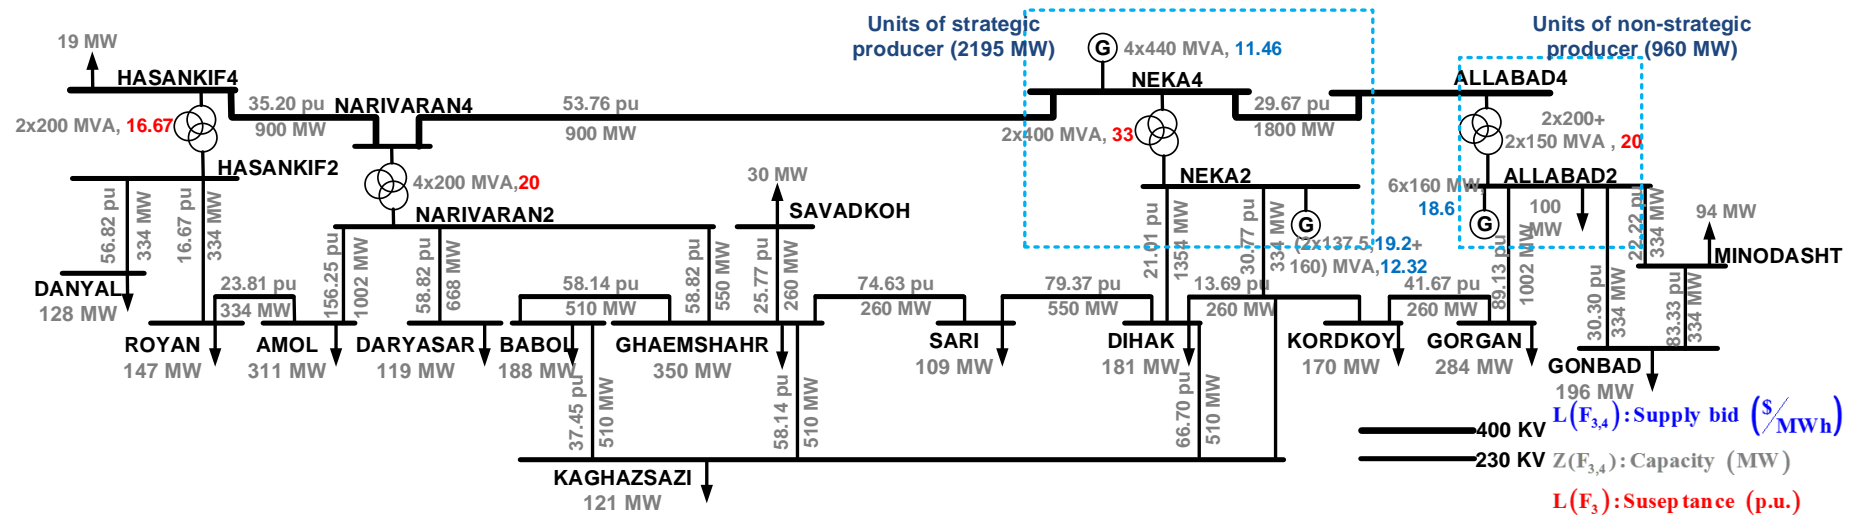 Units of strategic
producer (2195 MW)
Units of non-strategic
producer (960 MW)
19 MW
HASANKIF4
35.20 pu
900 MW
NARIVARAN4
53.76 pu
900 MW
G
4x440 MVA, 11.46
NEKA4
29.67 pu
1800 MW
ALLABAD4
2x200 MVA, 16.67
2x400 MVA, 33
2x200+
2x150 MVA , 20
HASANKIF2
4x200 MVA,20
30 MW
NEKA2
ALLABAD2
6x160 MW,
18.6
G
100
MW
94 MW
56.82 pu
334 MW
16.67 pu
334 MW
NARIVARAN2
SAVADKOH
21.01 pu
1354 MW
30.77 pu
334 MW
G
(2x137.5,19.2+
160) MVA,12.32
89.13 pu
1002 MW
30.30 pu
334 MW
22.22 pu
334 MW
MINODASHT
83.33 pu
334 MW
DANYAL
128 MW
23.81 pu
334 MW
156.25 pu
1002 MW
58.82 pu
668 MW
58.14 pu
510 MW
58.82 pu
550 MW
25.77 pu
260 MW
74.63 pu
260 MW
79.37 pu
550 MW
13.69 pu
260 MW
41.67 pu
260 MW
ROYAN
147 MW
AMOL
311 MW
DARYASAR
119 MW
BABOL
188 MW
GHAEMSHAHR
350 MW
SARI
109 MW
DIHAK
181 MW
KORDKOY
170 MW
GORGAN
284 MW
GONBAD
196 MW
37.45 pu
510 MW
58.14 pu
510 MW
66.70 pu
510 MW
KAGHAZSAZI
121 MW
400 KV
230 KV
L(F3,4): Supply bid ($/MWh)
Z(F3,4): Capacity (MW)
L(F3): Suseptance (p.u.)